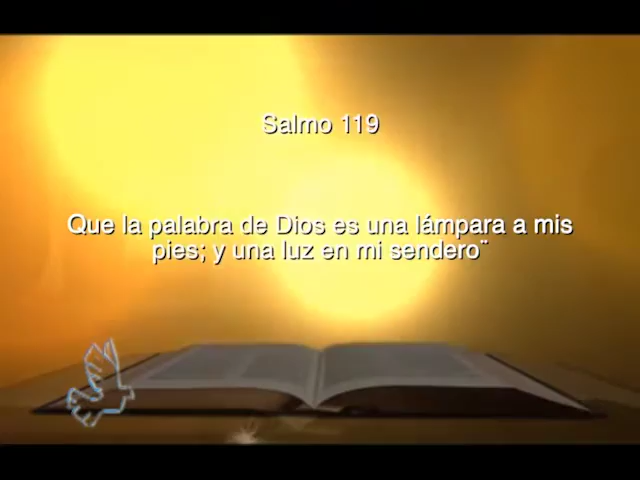 Salmo 119
Que la palabra de Dios es una lámpara a mis
pies; y una luz en mi sendero¨